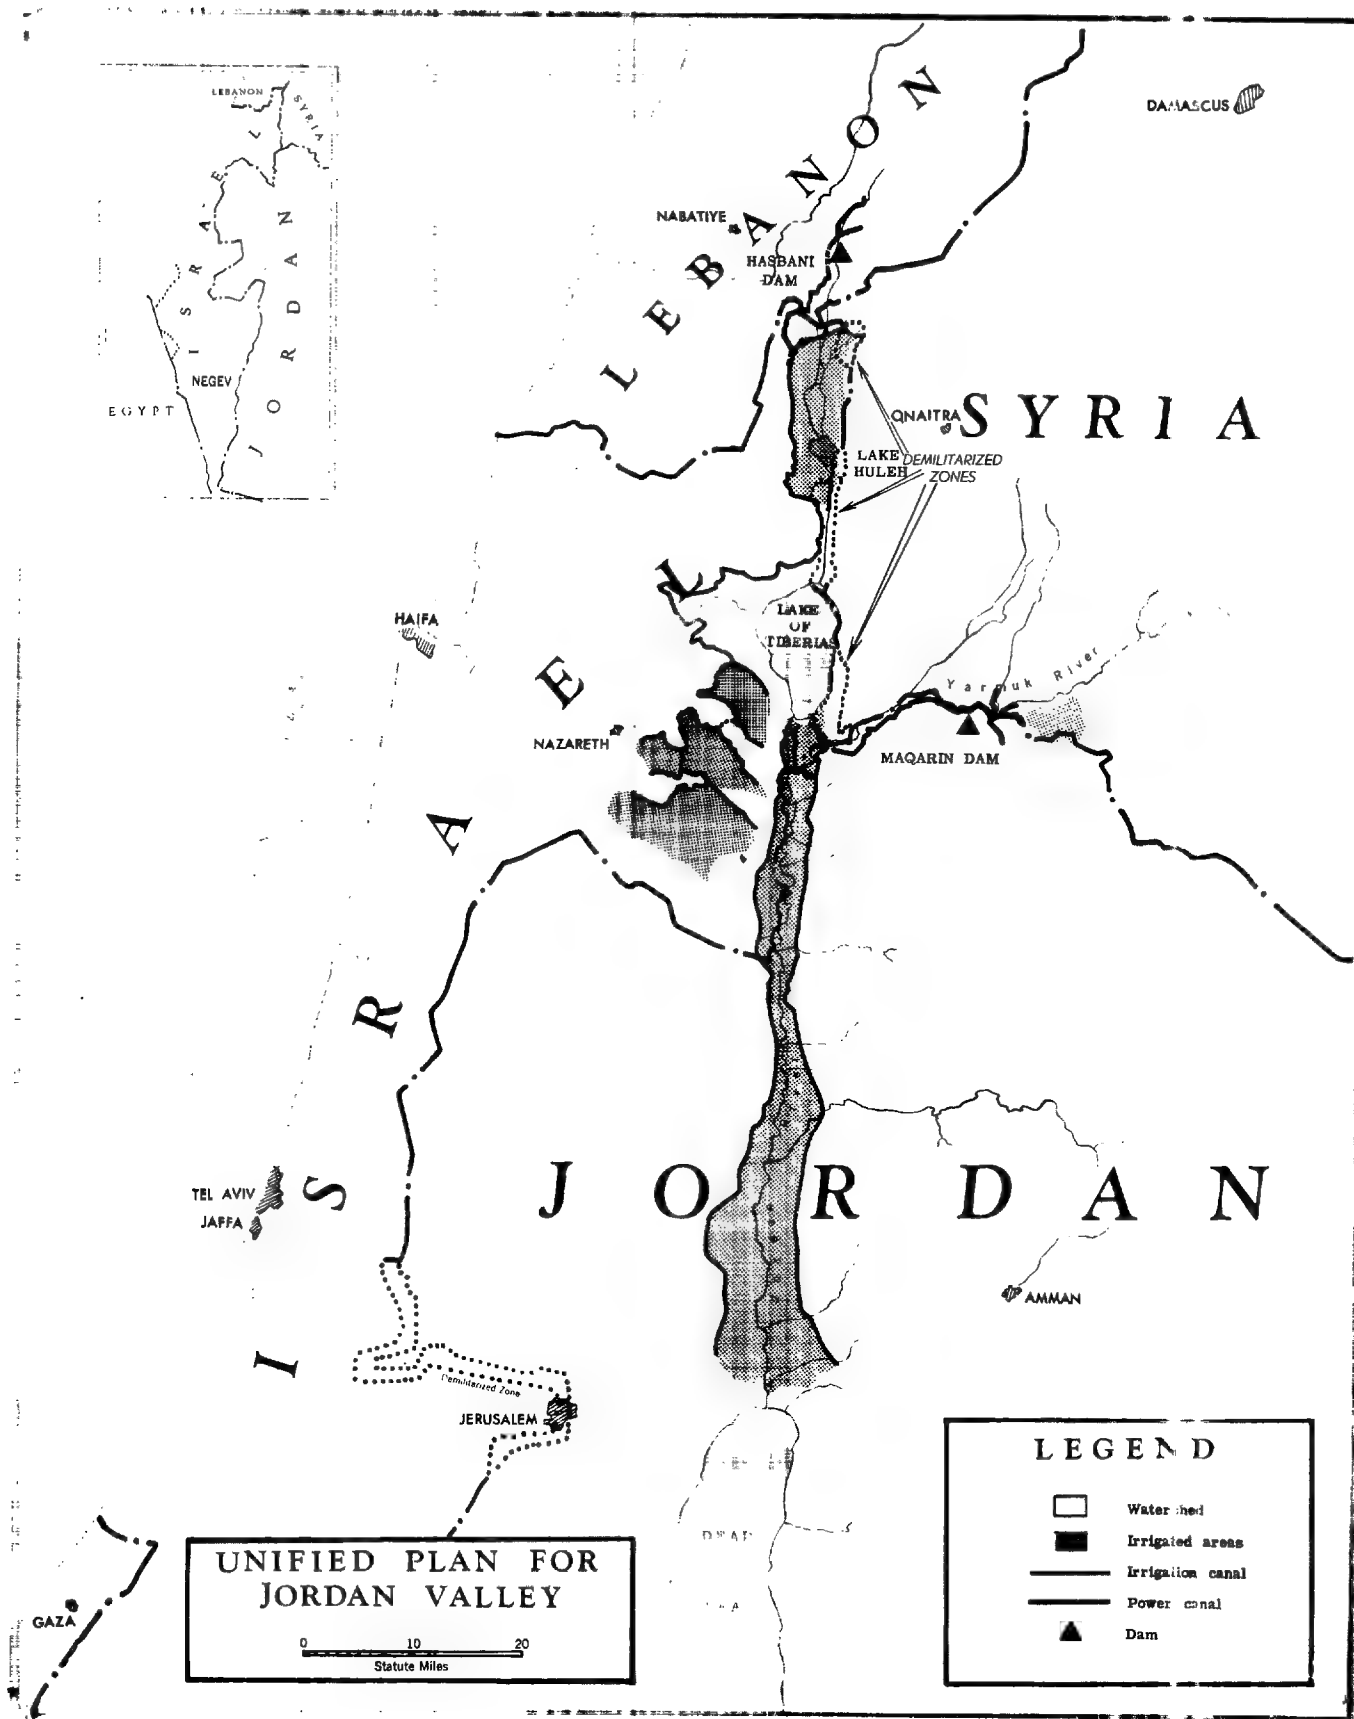 LEBANON
SYRIA
ISRAEL
JORDAN
NEGEV
EGYPT
DAMASCUS
LEBANON
NABATIYE
HASBANI
DAM
SYRIA
QNAITRA
LAKE
HULEH
DEMILITARIZED
ZONES
HAIFA
LAKE
OF
TIBERIAS
Yarmuk River
NAZARETH
MAQARIN DAM
ISRAEL
JORDAN
TEL AVIV
JAFFA
AMMAN
Demilitarized Zone
JERUSALEM
DEAD
GAZA
UNIFIED PLAN FOR
JORDAN VALLEY
0 10 20
Statute Miles
LEGEND
Watershed
Irrigated areas
Irrigation canal
Power canal
Dam